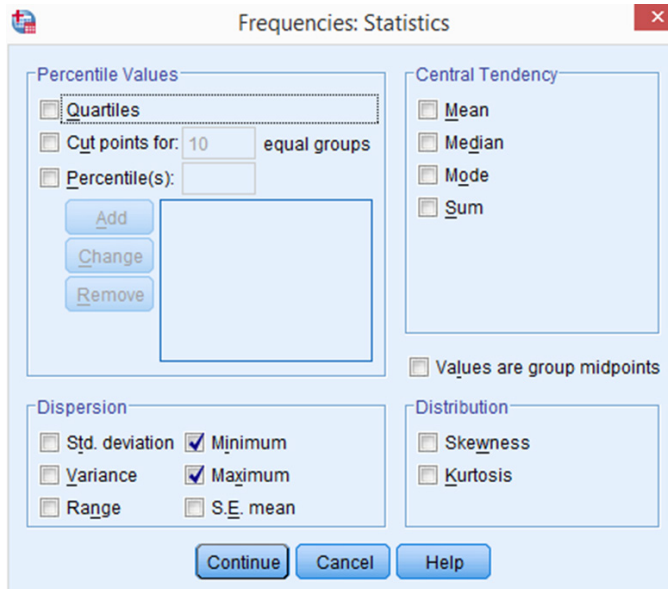 Frequencies: Statistics
Percentile Values
Quartiles
Cut points for: 10 equal groups
Percentile(s):
Add
Change
Remove
Central Tendency
Mean
Median
Mode
Sum
Values are group midpoints
Dispersion
Std. deviation Minimum
Variance Maximum
Range S.E. mean
Distribution
Skewness
Kurtosis
Continue Cancel Help